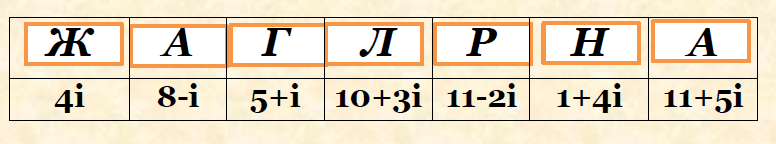 Ж А Г Л Р Н А
4i 8-i 5+i 10+3i 11-2i 1+4i 11+5i